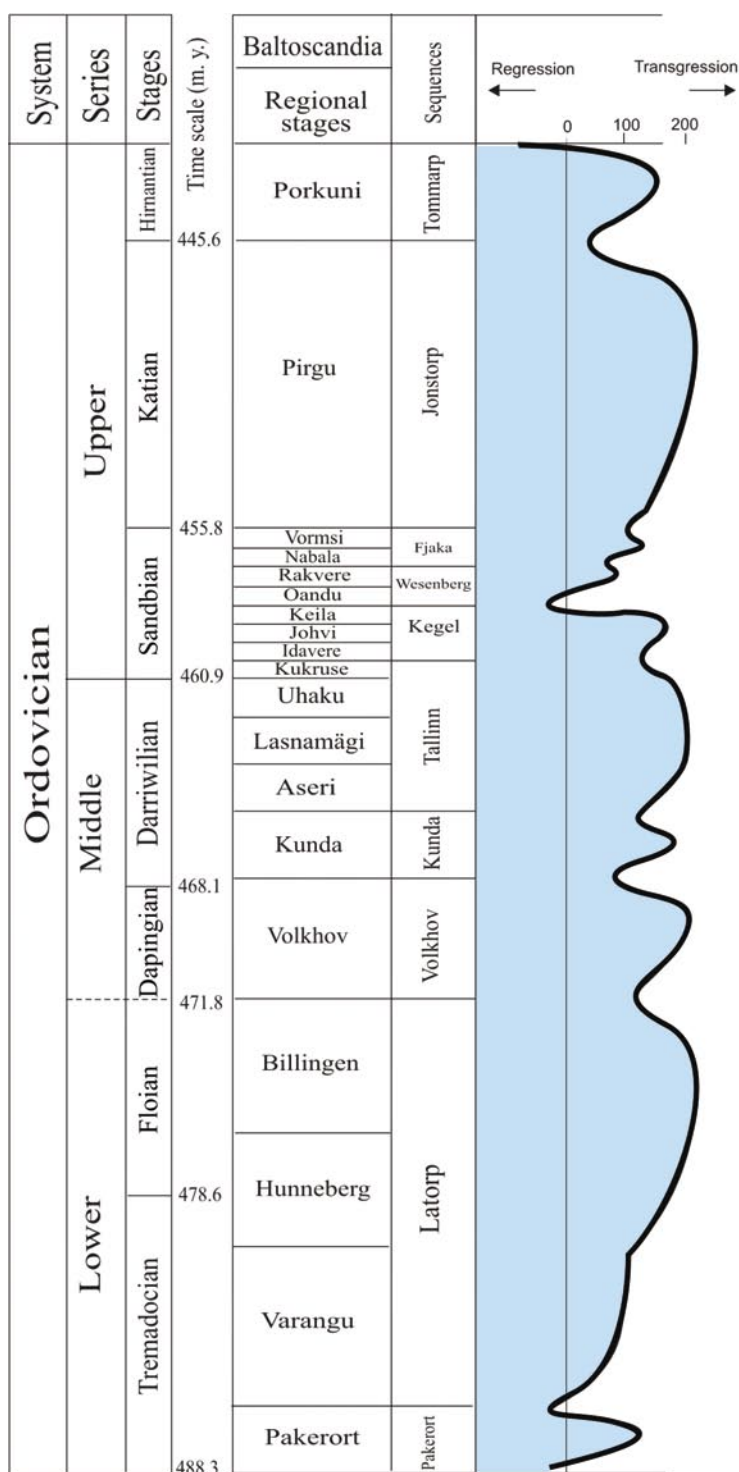 System
Series
Stages
Time scale (m. y.)
Baltoscandia
Regional
stages
Sequences
Regression
Transgression
0
100
200
Ordovician
Upper
Middle
Lower
Hirnantian
Katian
Sandbian
Darriwilian
Dapingian
Floian
Tremadocian
445.6
455.8
460.9
468.1
471.8
478.6
488.3
Porkuni
Pirgu
Vormsi
Nabala
Rakvere
Oandu
Keila
Johvi
Idavere
Kukruse
Uhaku
Lasnamägi
Aseri
Kunda
Volkhov
Billingen
Hunneberg
Varangu
Pakerort
Tommarp
Jonstorp
Fjaka
Wesenberg
Kegel
Tallinn
Kunda
Volkhov
Latorp
Pakerort